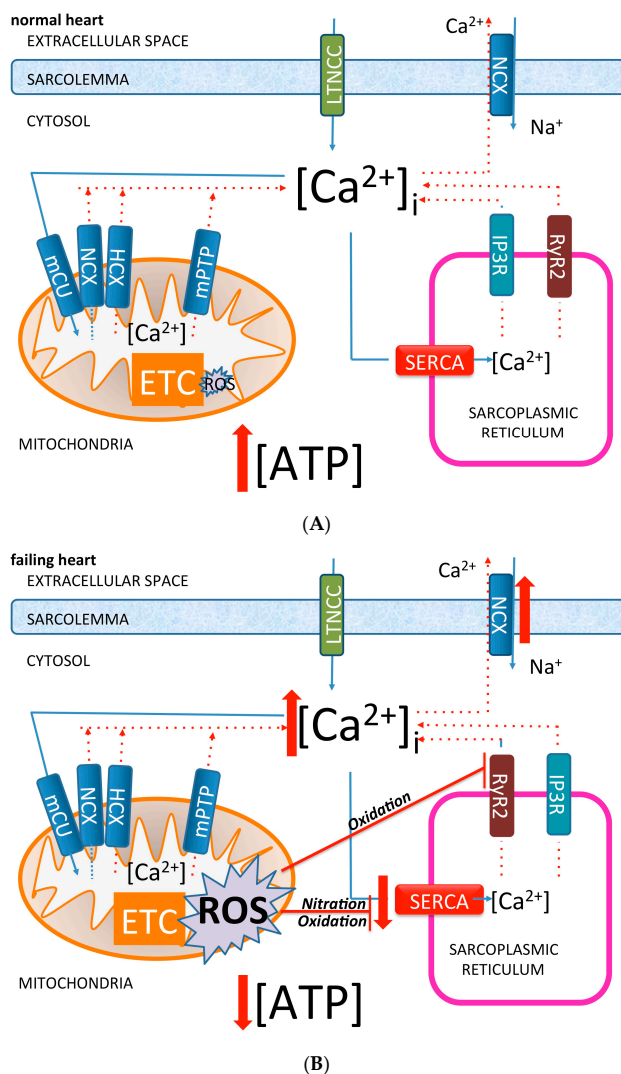 normal heart
EXTRACELLULAR SPACE
Ca²⁺
LTNCC
NCX
SARCOLEMMA
CYTOSOL
Na⁺
[Ca²⁺]i
mCU
NCX
HCX
mPTP
IP3R
RyR2
[Ca²⁺]
SERCA
[Ca²⁺]
ETC
ROS
SARCOPLASMIC
RETICULUM
MITOCHONDRIA
[ATP]
(A)
failing heart
EXTRACELLULAR SPACE
Ca²⁺
LTNCC
NCX
SARCOLEMMA
CYTOSOL
Na⁺
[Ca²⁺]i
mCU
NCX
HCX
mPTP
RyR2
IP3R
Oxidation
[Ca²⁺]
SERCA
[Ca²⁺]
ETC
ROS
Nitration
Oxidation
SARCOPLASMIC
RETICULUM
MITOCHONDRIA
[ATP]
(B)